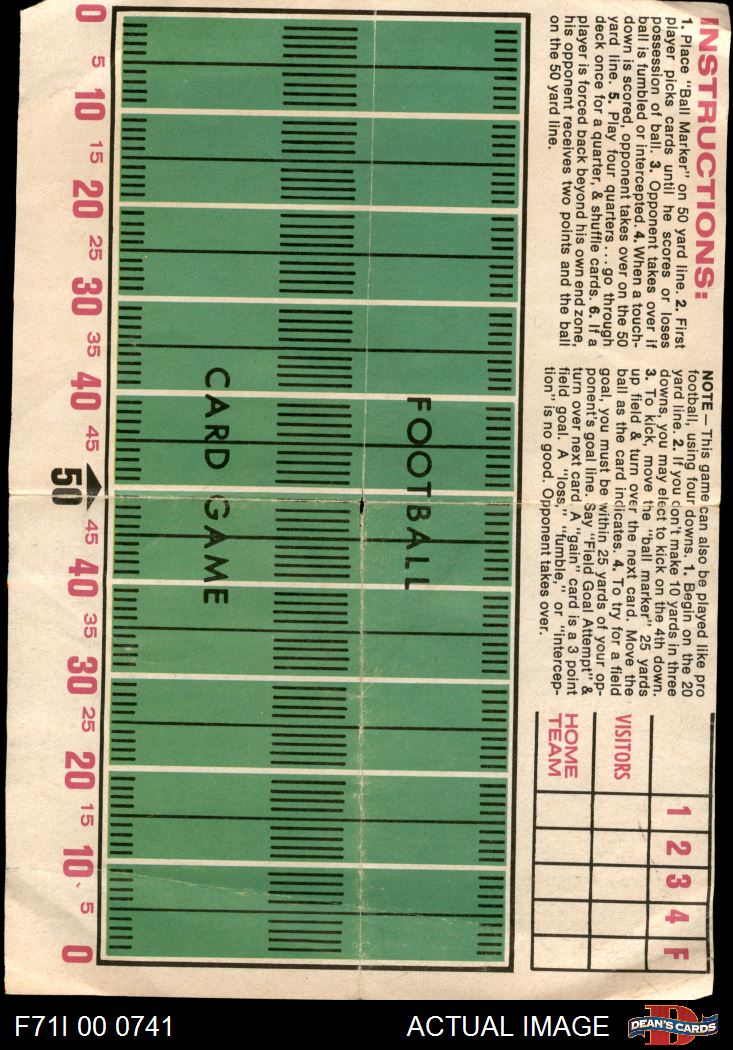 INSTRUCTIONS:
1. Place "Ball Marker" on 50 yard line. 2. First
player picks cards until he scores or loses
possession of ball. 3. Opponent takes over if
ball is fumbled or intercepted. 4. When a touch-
down is scored, opponent takes over on the 50
yard line. 5. Play four quarters...go through
deck once for a quarter, & shuffle cards. 6. If a
player is forced back beyond his own end zone,
his opponent receives two points and the ball
on the 50 yard line.
NOTE — This game can also be played like pro
football, using four downs. 1. Begin on the 20
yard line. 2. If you don't make 10 yards in three
downs, you may elect to kick on the 4th down.
3. To kick, move the "ball marker" 25 yards
up field & turn over the next card. Move the
ball as the card indicates. 4. To try for a field
goal, you must be within 25 yards of your op-
ponent's goal line. Say "Field Goal Attempt" &
turn over next card. A "gain" card is a 3 point
field goal. A "loss," "fumble," or "intercep-
tion" is no good. Opponent takes over.
1 2 3 4 F
VISITORS
HOME
TEAM
FOOTBALL
CARD GAME
0 5 10 15 20 25 30 35 40 45 50 45 40 35 30 25 20 15 10 5 0
F71I 00 0741
ACTUAL IMAGE
D
DEAN'S CARDS